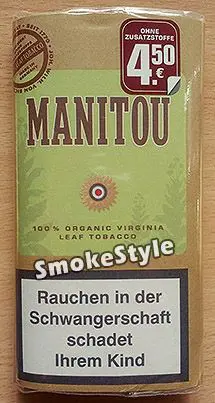 OHNE
ZUSATZSTOFFE
4.50
€
MANITOU
100% ORGANIC VIRGINIA
LEAF TOBACCO
SmokeStyle
Rauchen in der
Schwangerschaft
schadet
Ihrem Kind